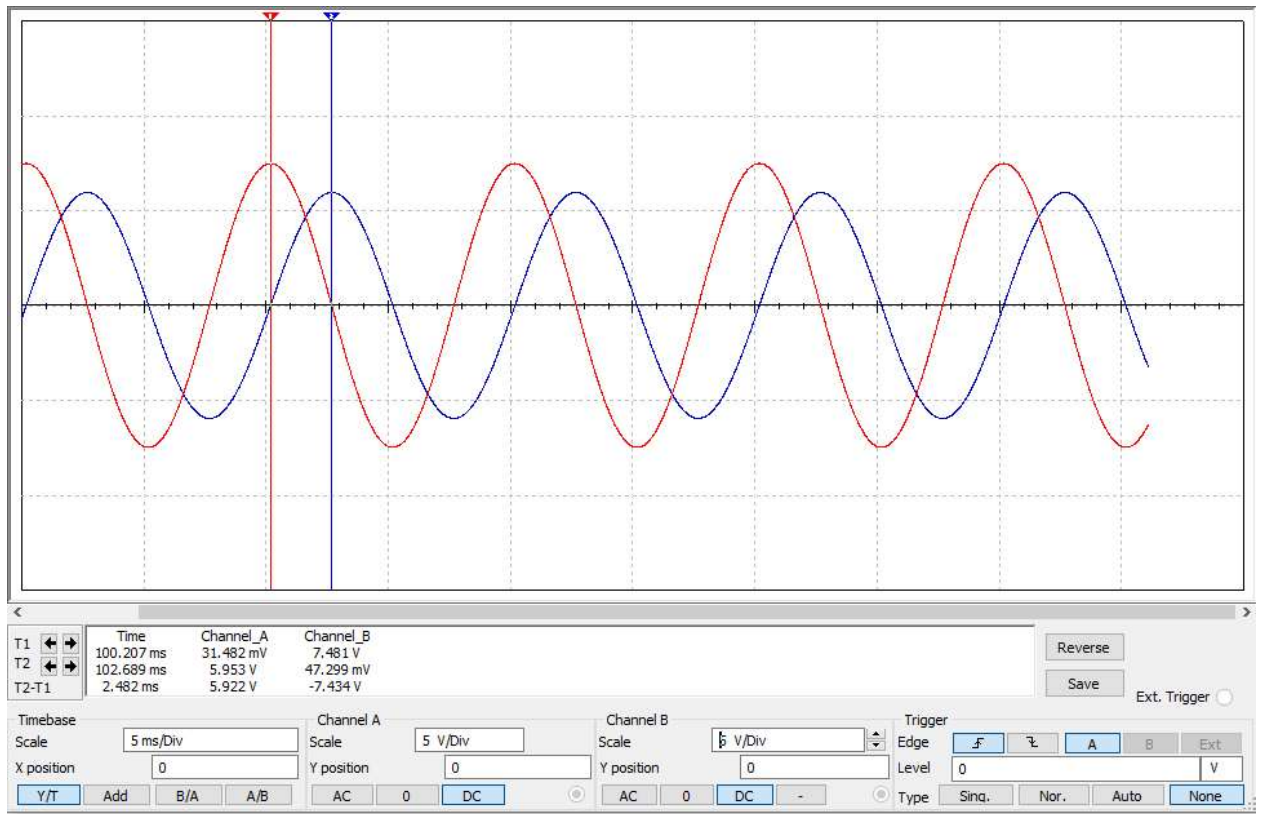 1 2
< >
Time Channel_A Channel_B
T1 100.207 ms 31.482 mV 7.481 V
T2 102.689 ms 5.953 V 47.299 mV
T2-T1 2.482 ms 5.922 V -7.434 V
Reverse
Save
Ext. Trigger
Timebase Channel A Channel B Trigger
Scale 5 ms/Div Scale 5 V/Div Scale 5 V/Div Edge A B Ext
X position 0 Y position 0 Y position 0 Level 0 V
Y/T Add B/A A/B AC 0 DC AC 0 DC - Type Sing. Nor. Auto None